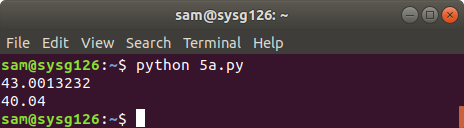 sam@sysg126: ~
File Edit View Search Terminal Help
sam@sysg126:~$ python 5a.py
43.0013232
40.04
sam@sysg126:~$